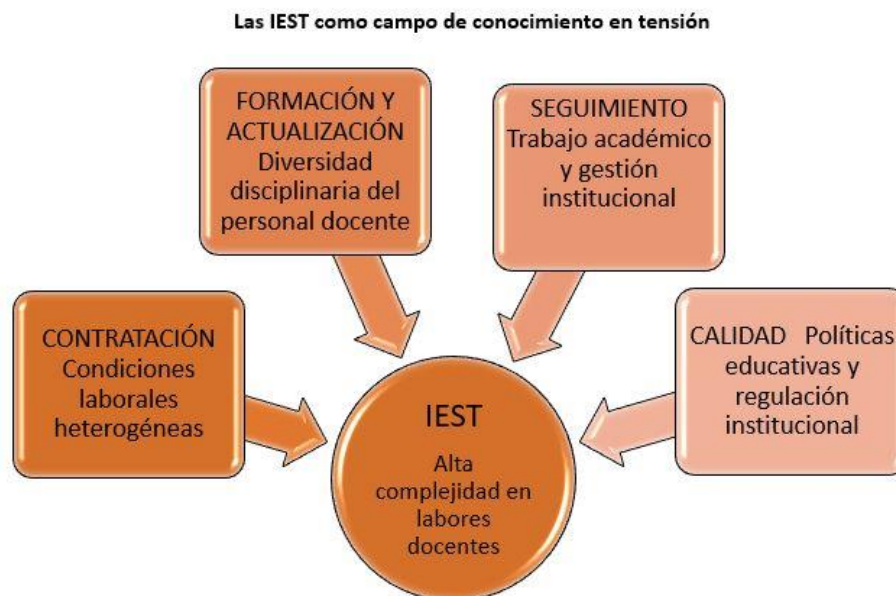 Las IEST como campo de conocimiento en tensión
FORMACIÓN Y
ACTUALIZACIÓN
Diversidad
disciplinaria del
personal docente
SEGUIMIENTO
Trabajo académico
y gestión
institucional
CONTRATACIÓN
Condiciones
laborales
heterogéneas
CALIDAD Políticas
educativas y
regulación
institucional
IEST
Alta
complejidad en
labores
docentes